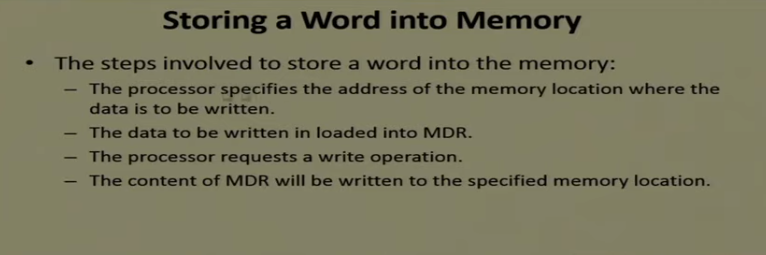 Storing a Word into Memory
• The steps involved to store a word into the memory:
– The processor specifies the address of the memory location where the
data is to be written.
– The data to be written in loaded into MDR.
– The processor requests a write operation.
– The content of MDR will be written to the specified memory location.